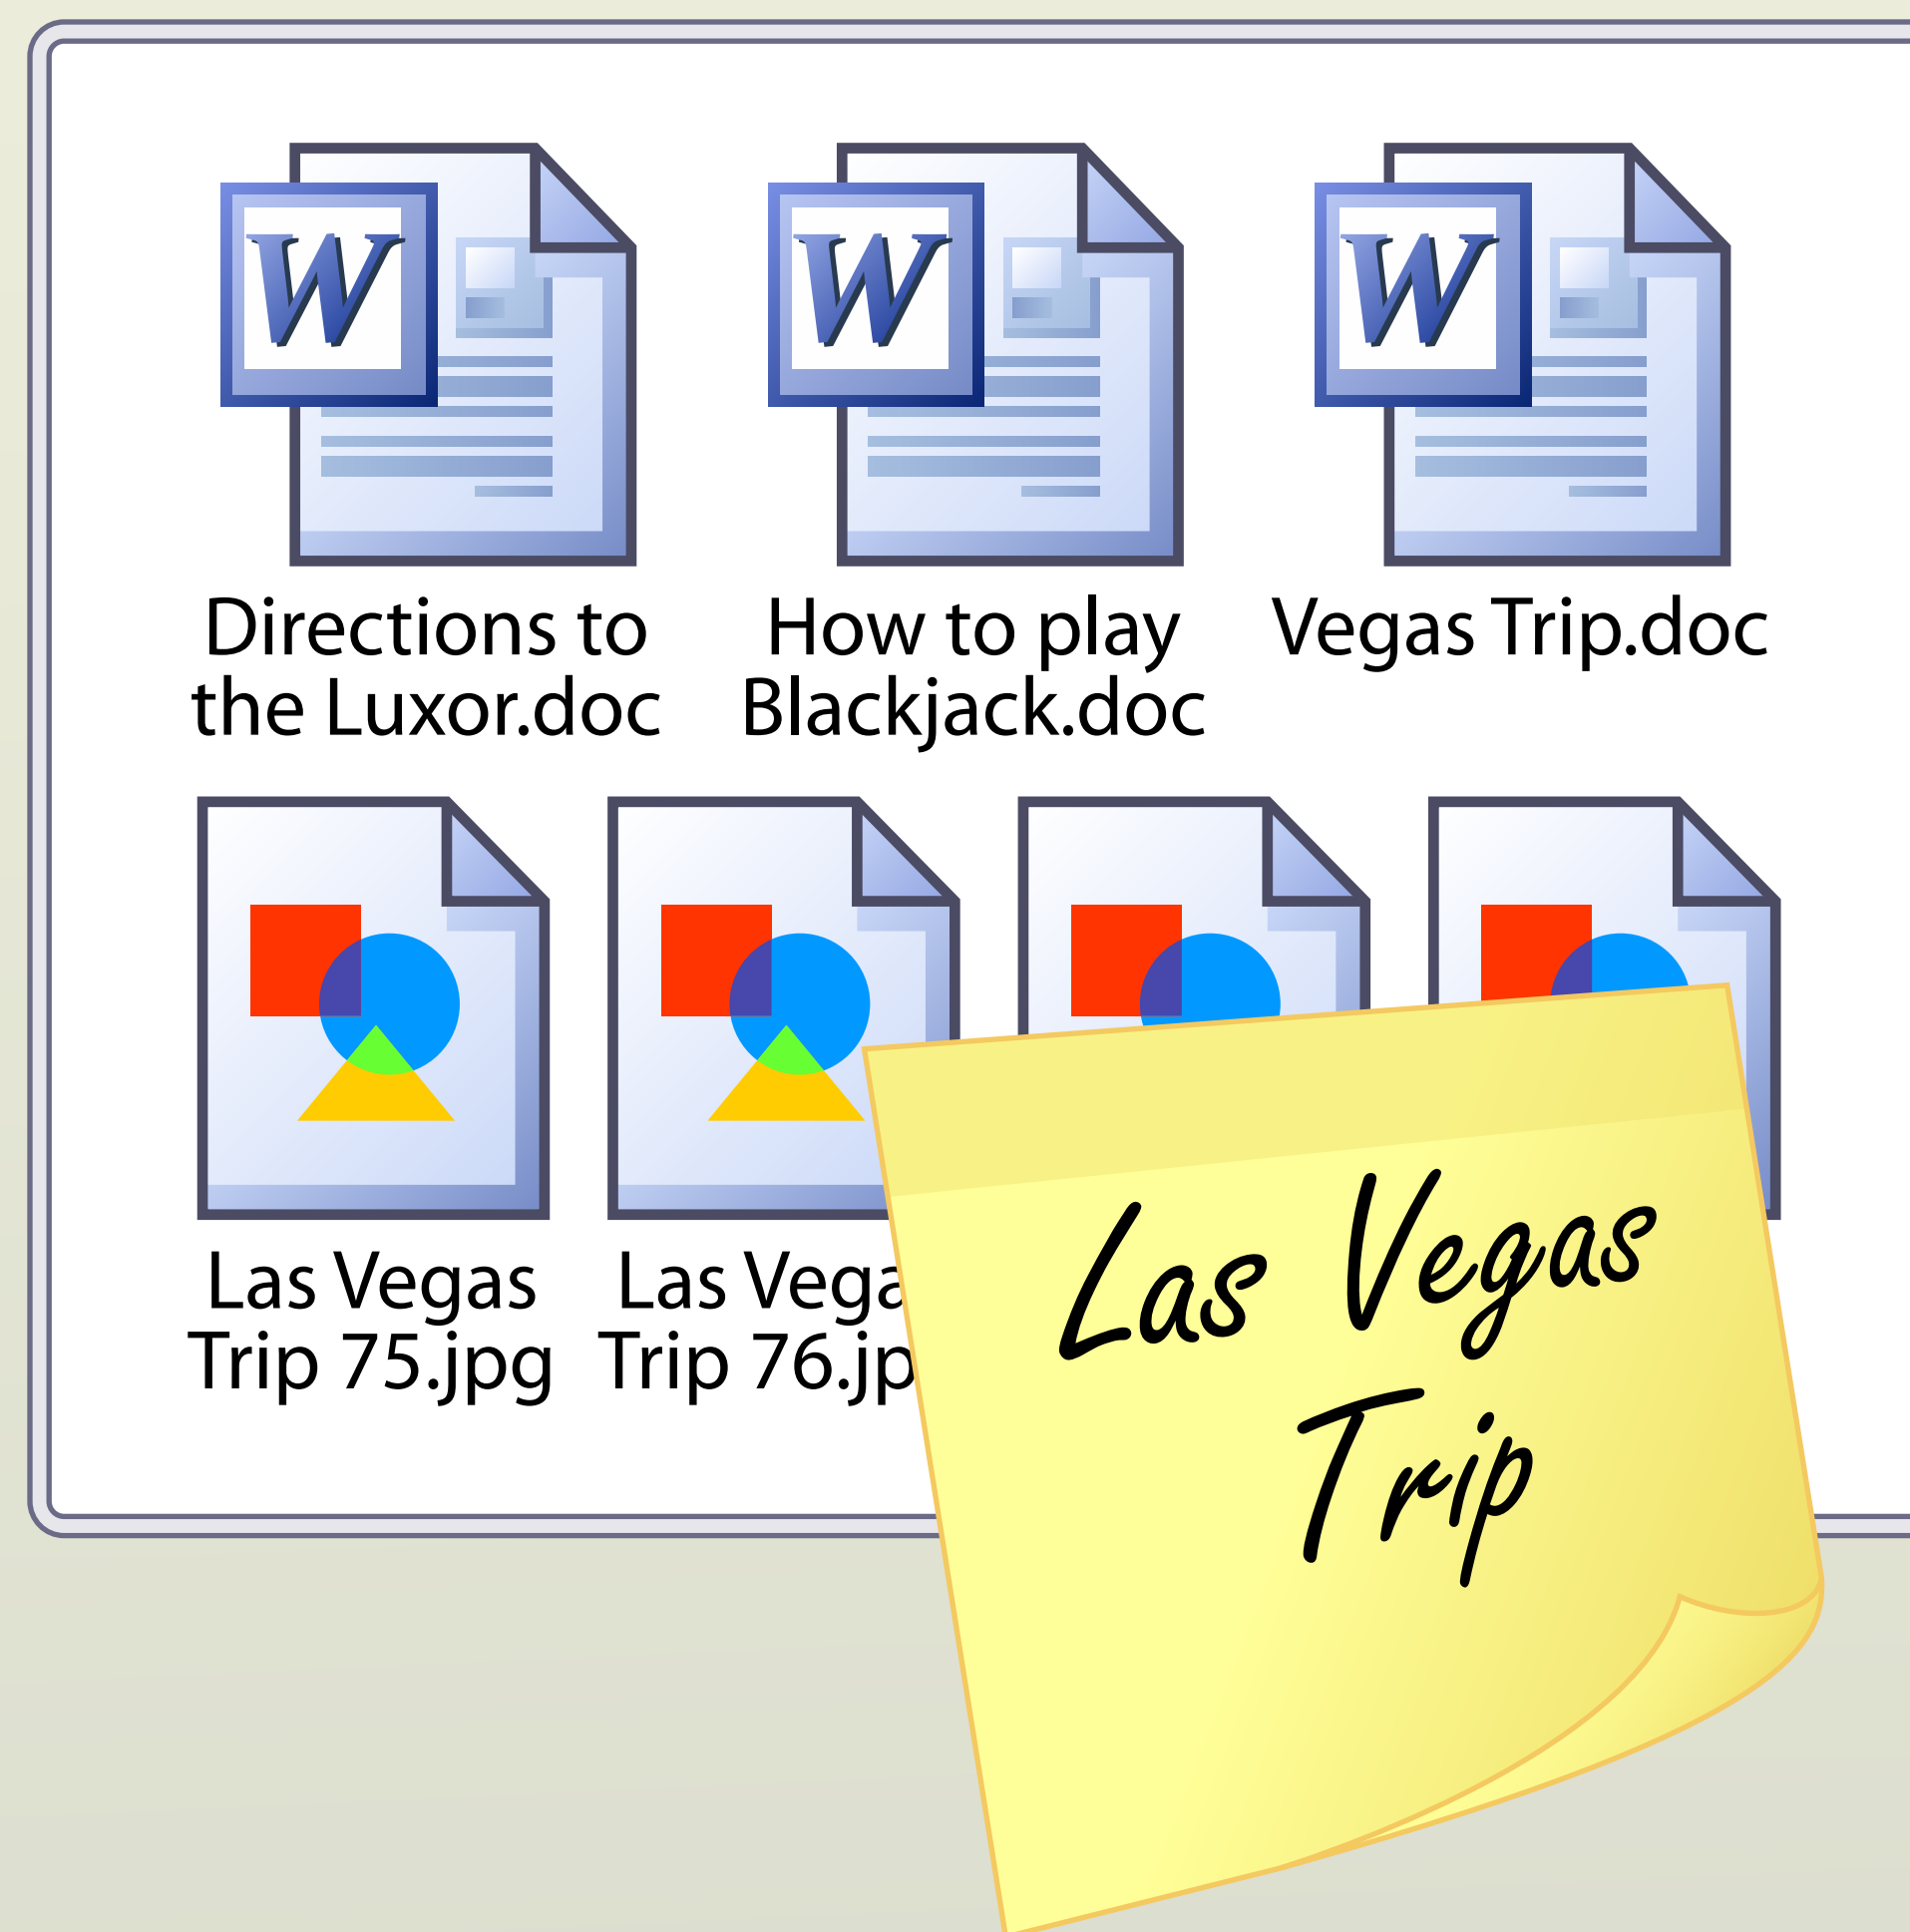 W W W
Directions to
the Luxor.doc
How to play
Blackjack.doc
Vegas Trip.doc
Las Vegas
Trip 75.jpg
Las Vega
Trip 76.jp
Las Vegas
Trip